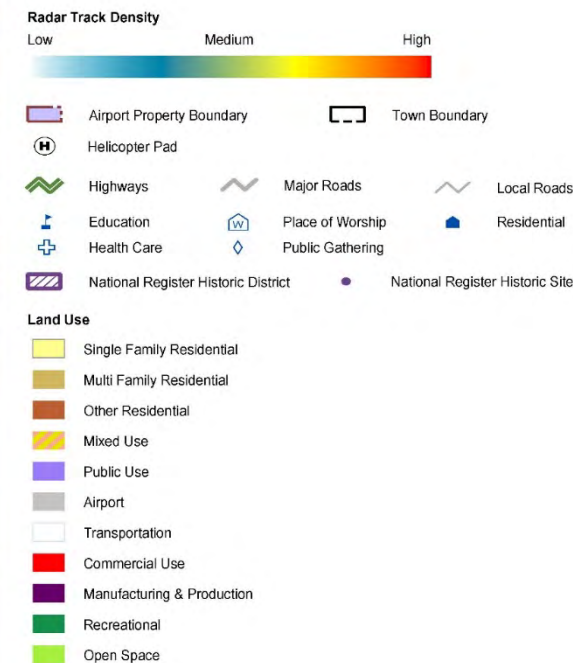 Radar Track Density
Low Medium High
Airport Property Boundary Town Boundary
H Helicopter Pad
Highways Major Roads Local Roads
Education W Place of Worship Residential
Health Care Public Gathering
National Register Historic District National Register Historic Site
Land Use
Single Family Residential
Multi Family Residential
Other Residential
Mixed Use
Public Use
Airport
Transportation
Commercial Use
Manufacturing & Production
Recreational
Open Space